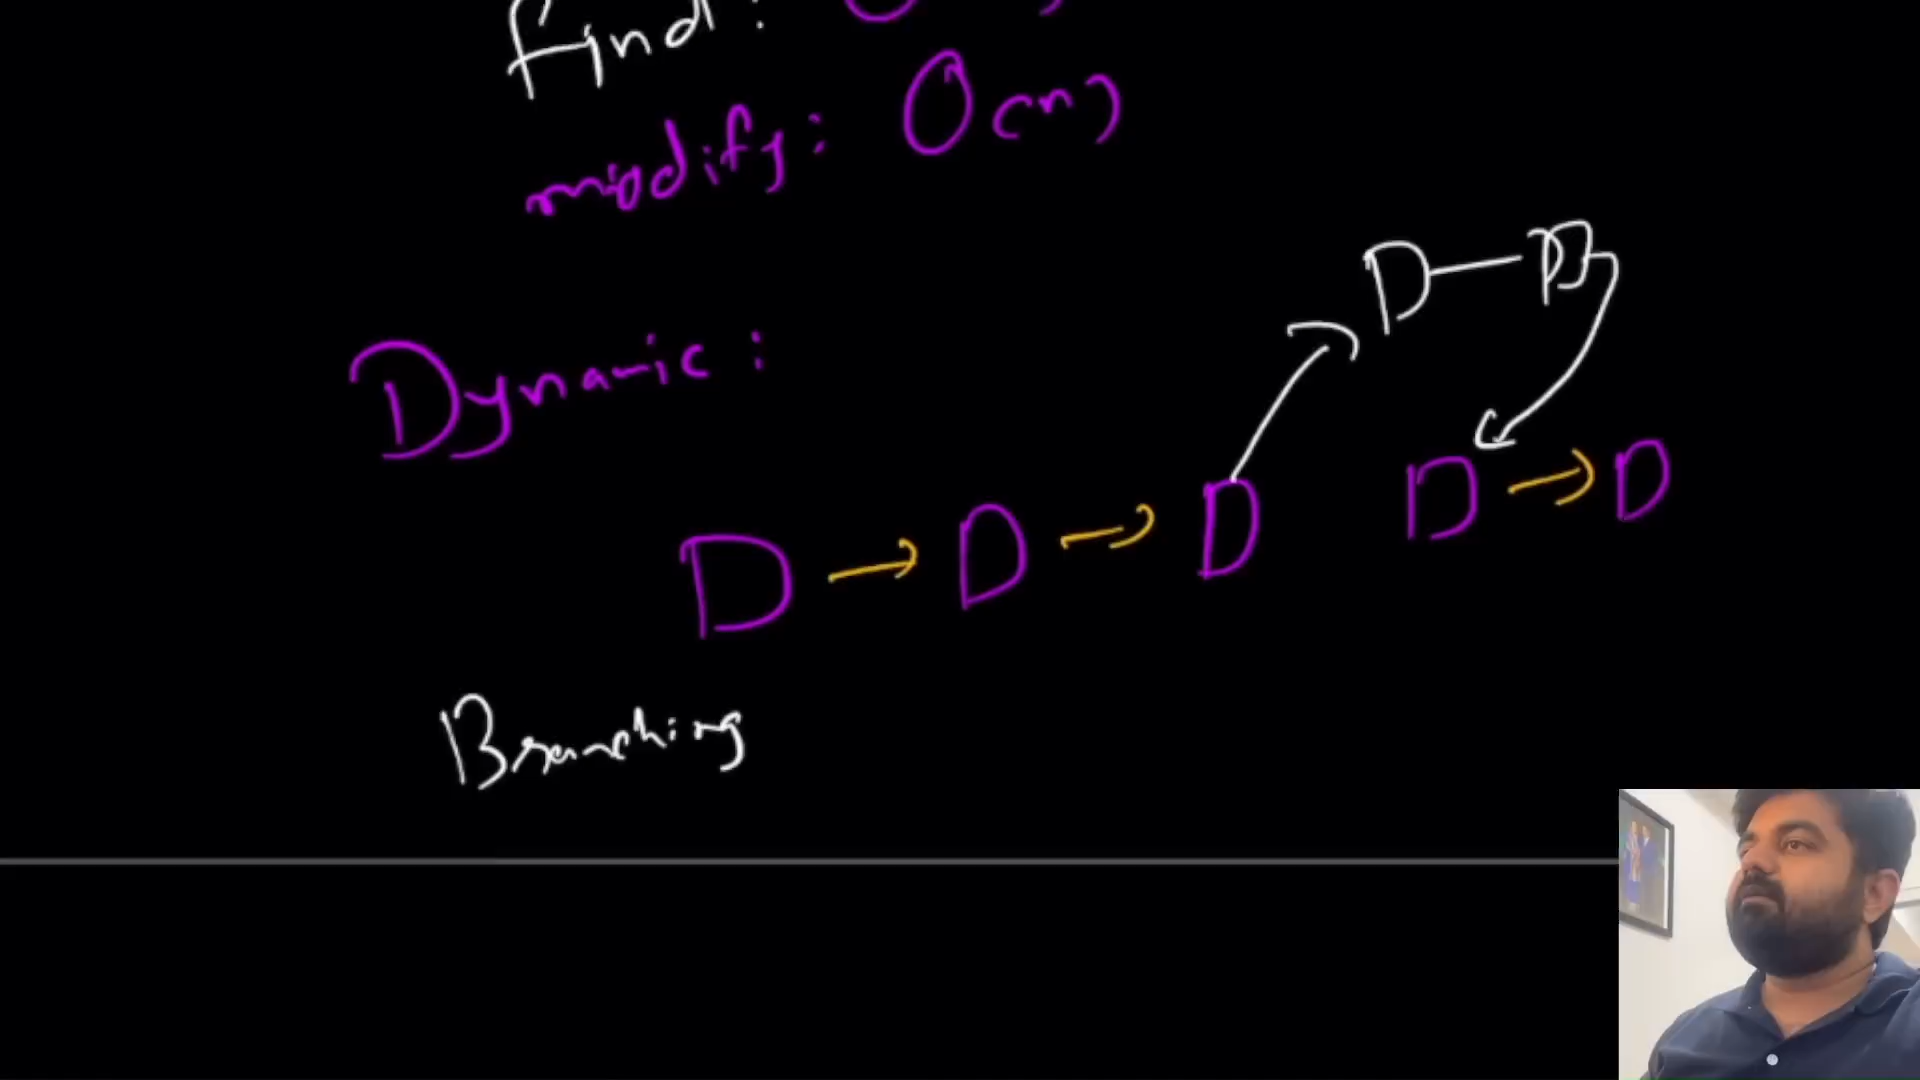 find:
modify: O(n)
D — D
Dynamic:
D → D → D D → D
Branching